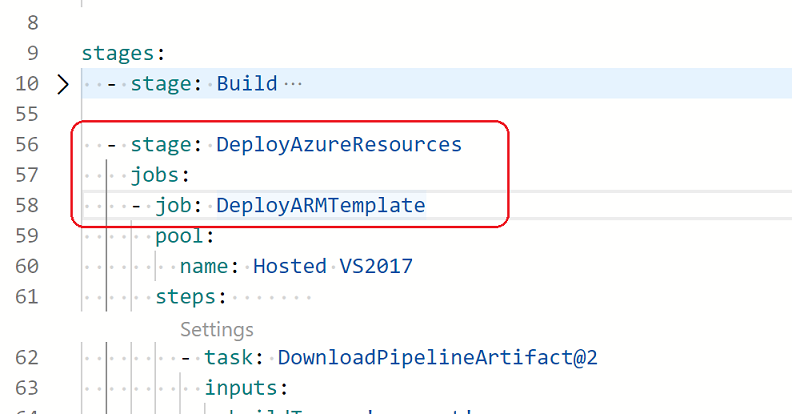 8
9 stages:
10 - stage: Build ...
55
56 - stage: DeployAzureResources
57 jobs:
58 - job: DeployARMTemplate
59 pool:
60 name: Hosted VS2017
61 steps:
Settings
62 - task: DownloadPipelineArtifact@2
63 inputs: